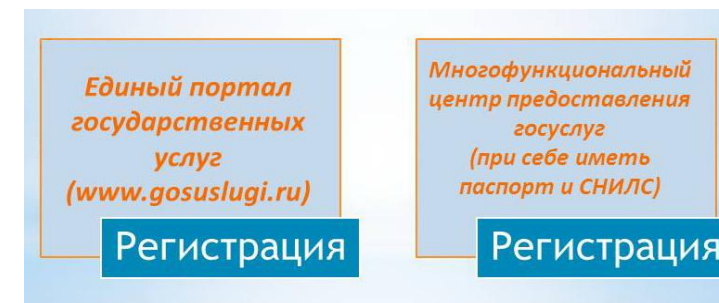 Единый портал
государственных
услуг
(www.gosuslugi.ru)
Регистрация
Многофункциональный
центр предоставления
госуслуг
(при себе иметь
паспорт и СНИЛС)
Регистрация